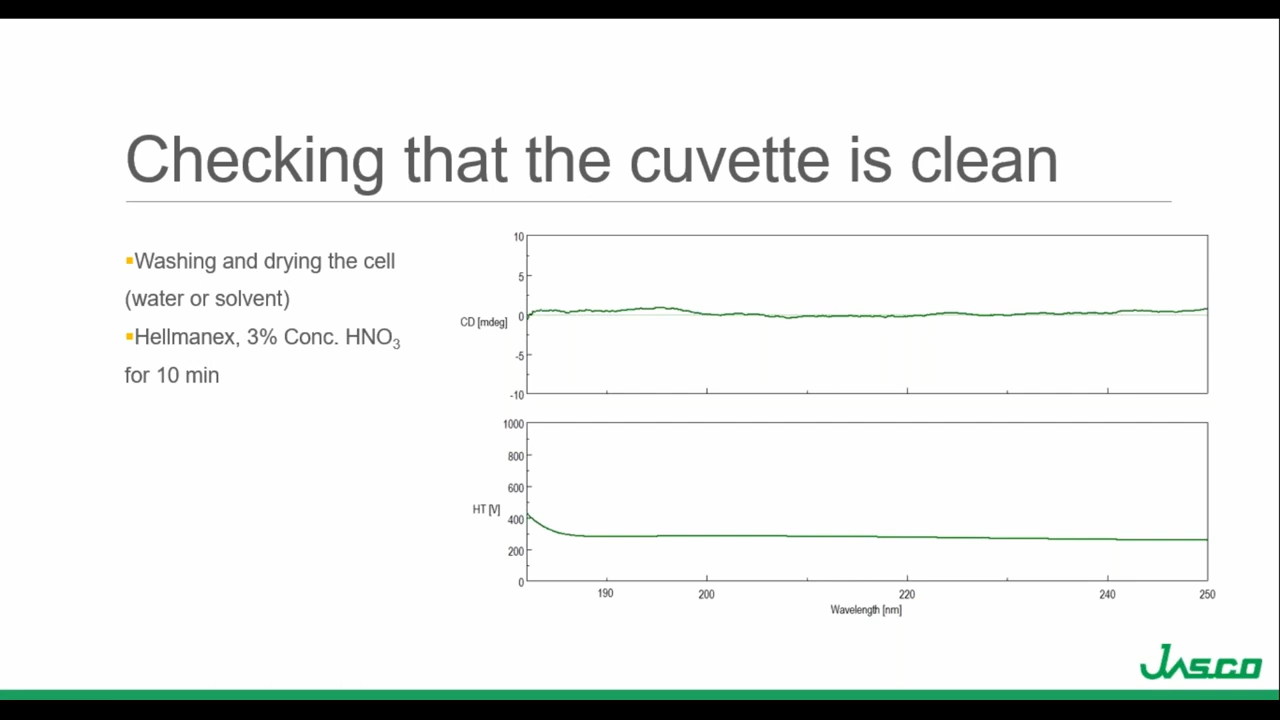 Checking that the cuvette is clean
▪Washing and drying the cell
(water or solvent)
▪Hellmanex, 3% Conc. HNO₃
for 10 min
10
5
0
-5
-10
CD [mdeg]
1000
800
600
400
200
0
HT [V]
190
200
220
240
250
Wavelength [nm]
JASCO